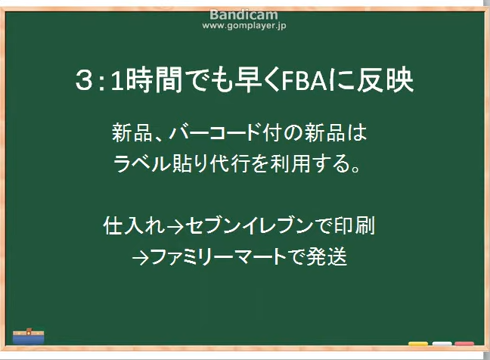 Bandicam
www.gomplayer.jp
３：1時間でも早くFBAに反映
新品、バーコード付の新品は
ラベル貼り代行を利用する。
仕入れ→セブンイレブンで印刷
→ファミリーマートで発送